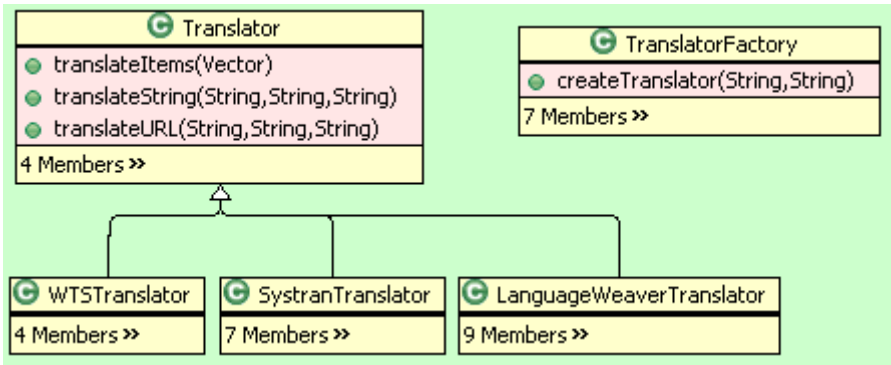 C Translator
translateItems(Vector)
translateString(String,String,String)
translateURL(String,String,String)
4 Members »
C TranslatorFactory
createTranslator(String,String)
7 Members »
C WTSTranslator
4 Members »
C SystranTranslator
7 Members »
C LanguageWeaverTranslator
9 Members »